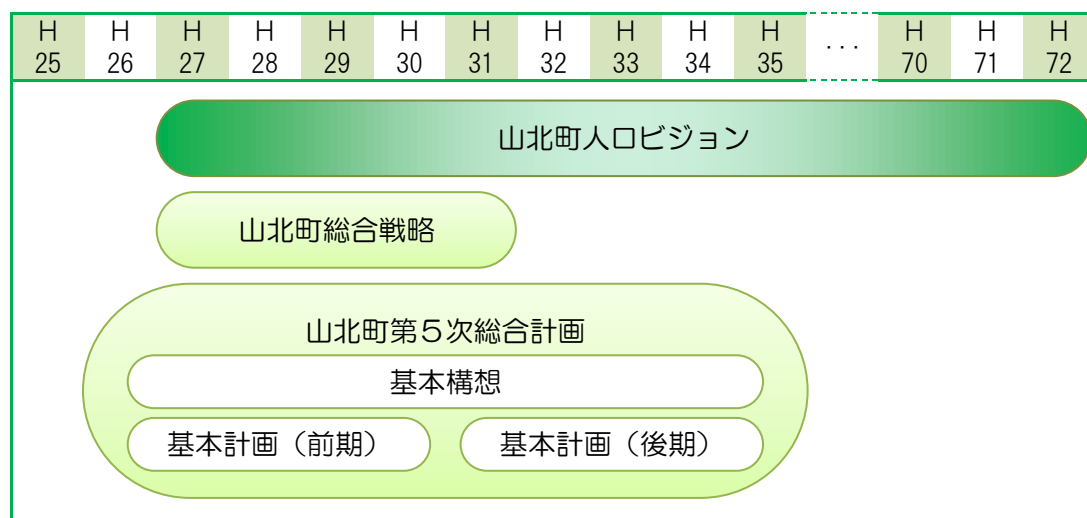 H H H H H H H H H H H ... H H H
25 26 27 28 29 30 31 32 33 34 35 70 71 72
山北町人口ビジョン
山北町総合戦略
山北町第５次総合計画
基本構想
基本計画（前期） 基本計画（後期）